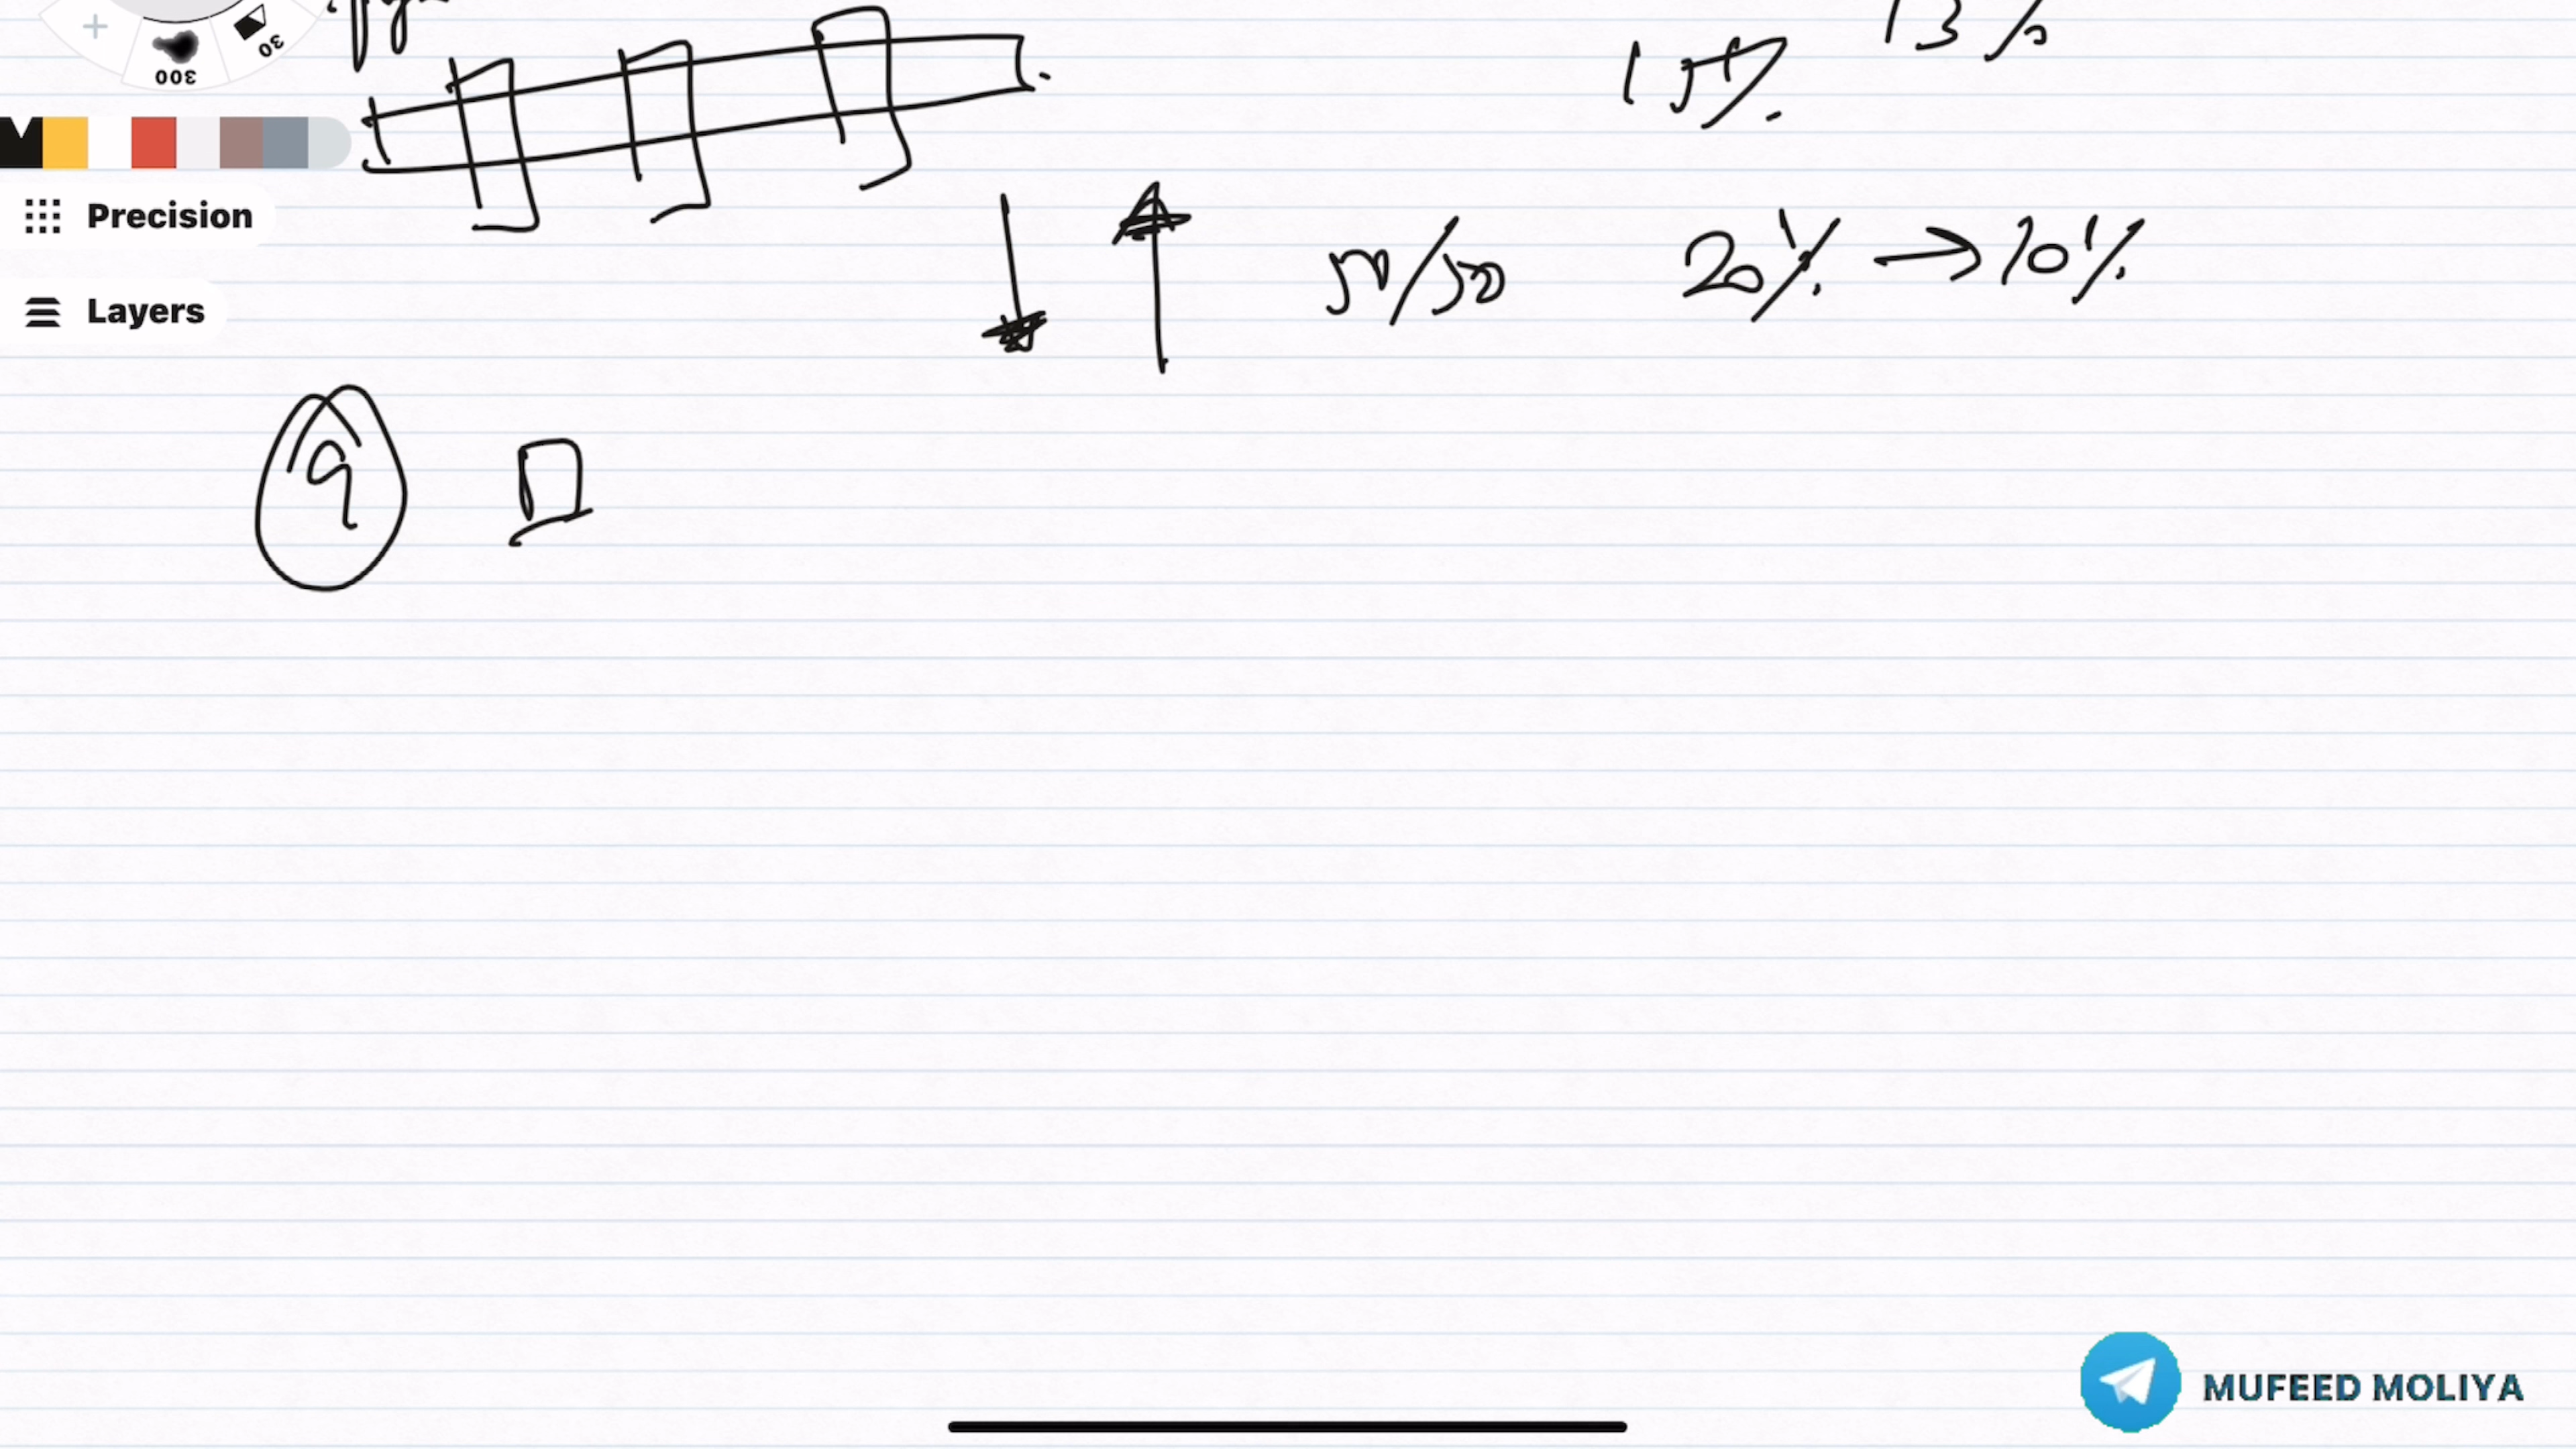 13%
15%.
30
300
Precision
50/50 20% → 10%
Layers
9
MUFEED MOLIYA